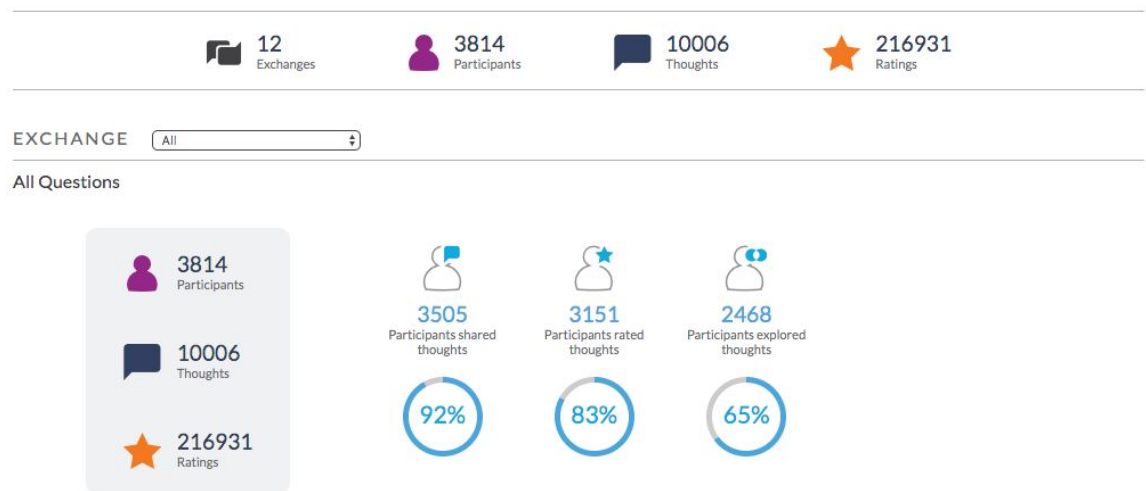 12
Exchanges
3814
Participants
10006
Thoughts
216931
Ratings
EXCHANGE All
All Questions
3814
Participants
10006
Thoughts
216931
Ratings
3505
Participants shared
thoughts
92%
3151
Participants rated
thoughts
83%
2468
Participants explored
thoughts
65%